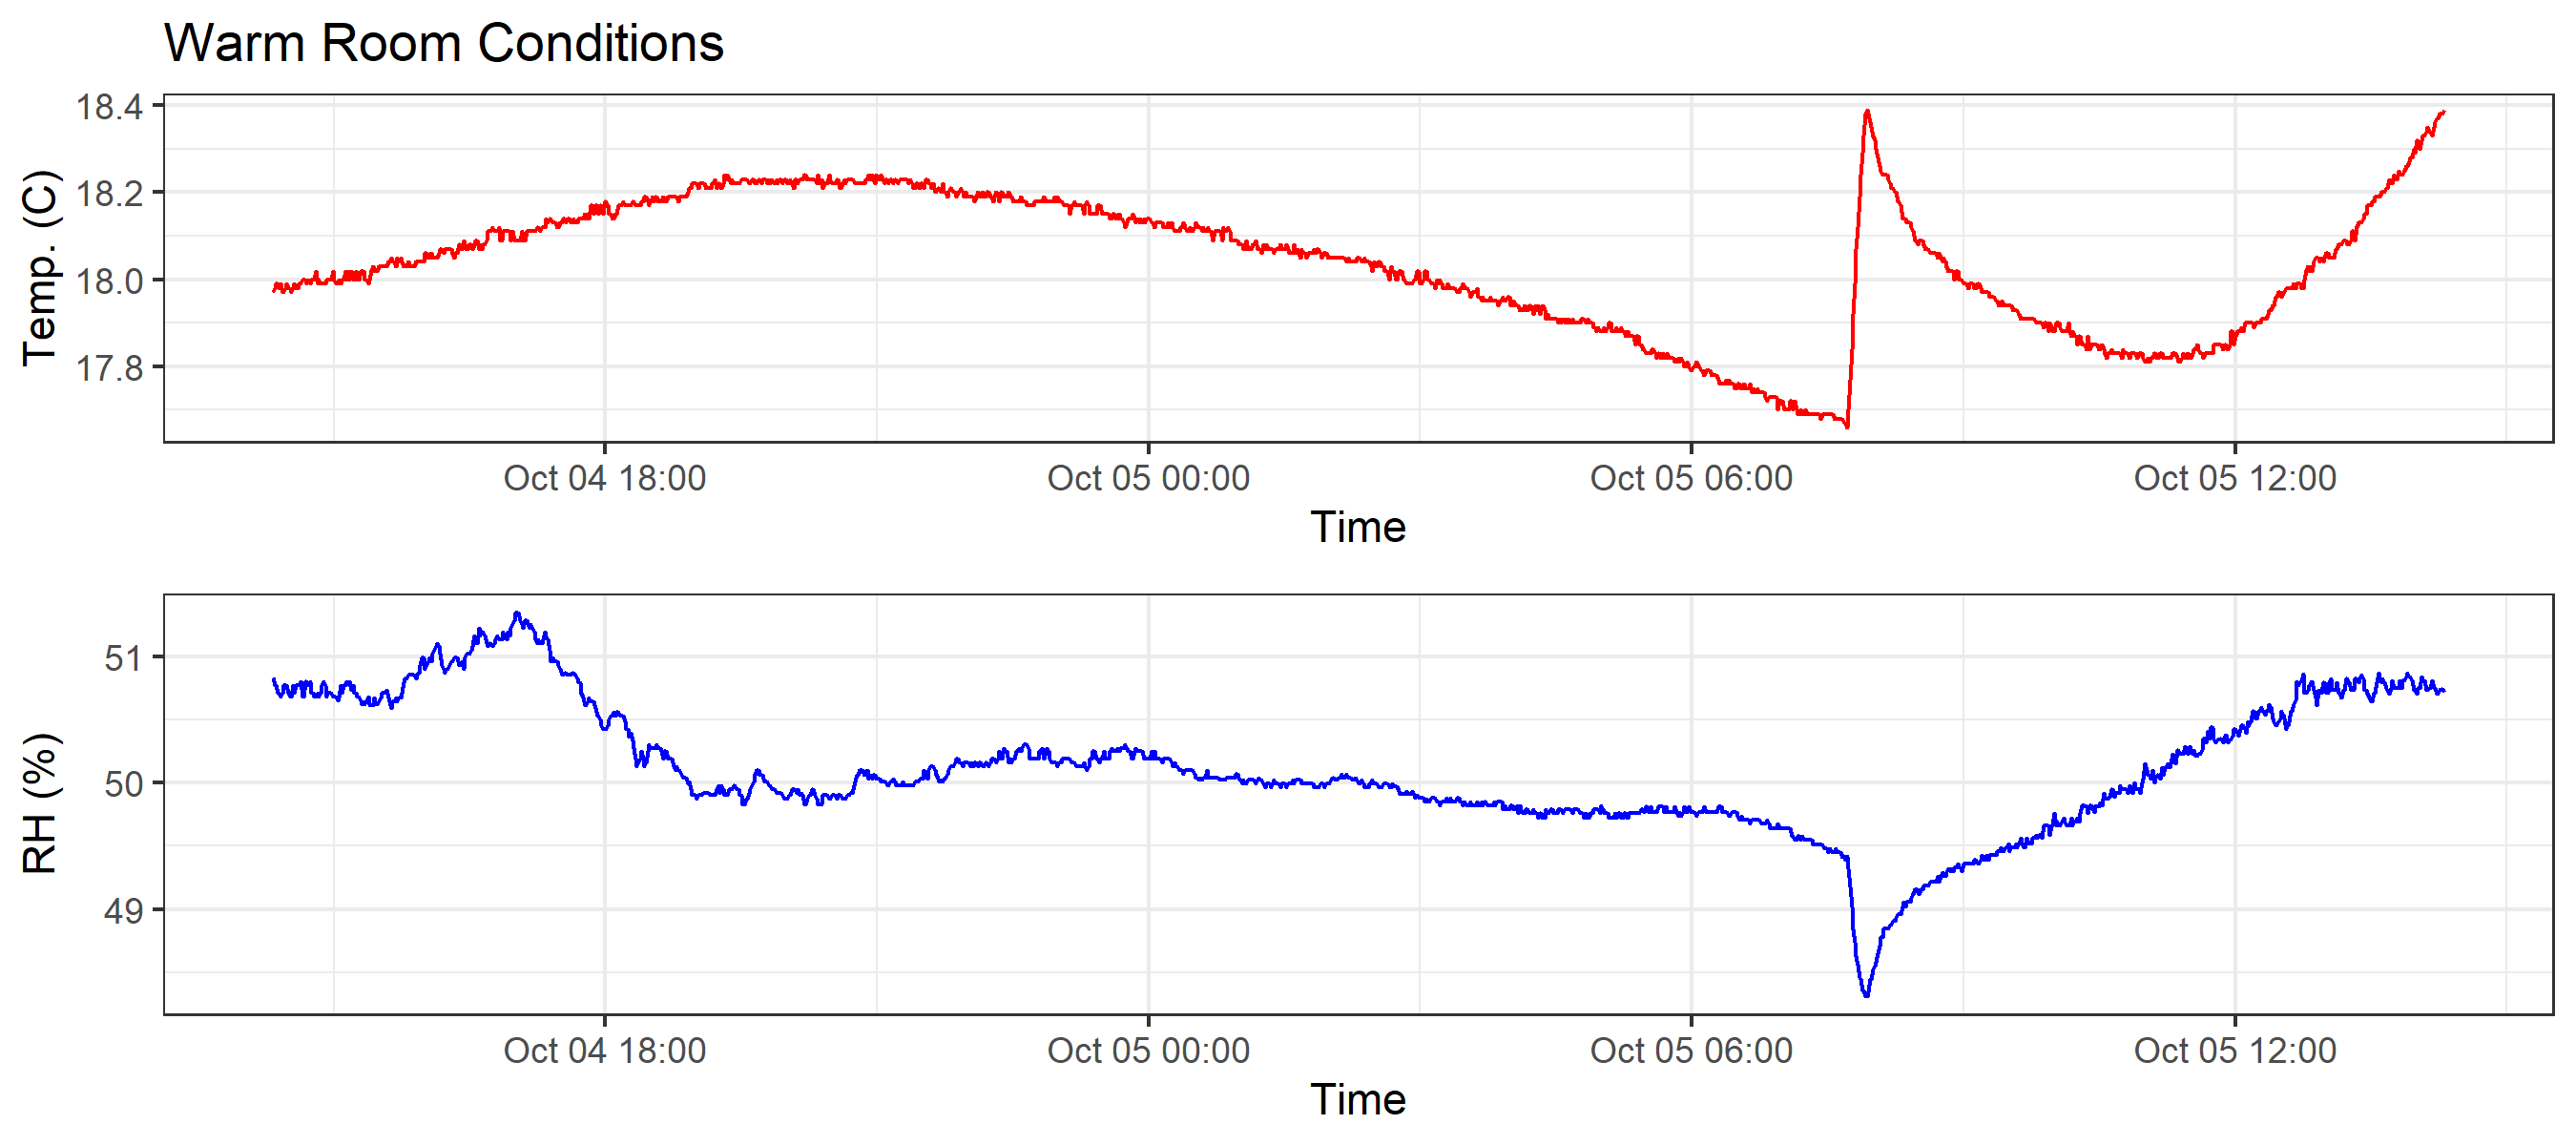 Warm Room Conditions
Temp. (C)
18.4
18.2
18.0
17.8
Oct 04 18:00 Oct 05 00:00 Oct 05 06:00 Oct 05 12:00
Time
RH (%)
51
50
49
Oct 04 18:00 Oct 05 00:00 Oct 05 06:00 Oct 05 12:00
Time